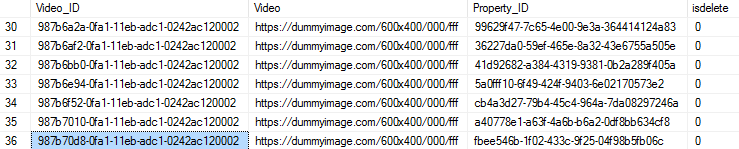 Video_ID Video Property_ID isdelete
30 987b6a2a-0fa1-11eb-adc1-0242ac120002 https://dummyimage.com/600x400/000/fff 99629f47-7c65-4e00-9e3a-364414124a83 0
31 987b6af2-0fa1-11eb-adc1-0242ac120002 https://dummyimage.com/600x400/000/fff 36227da0-59ef-465e-8a32-43e6755a505e 0
32 987b6bb0-0fa1-11eb-adc1-0242ac120002 https://dummyimage.com/600x400/000/fff 41d92682-a384-4319-9381-0b2a289f405a 0
33 987b6e94-0fa1-11eb-adc1-0242ac120002 https://dummyimage.com/600x400/000/fff 5a0fff10-6f49-424f-9403-6e02170573e2 0
34 987b6f52-0fa1-11eb-adc1-0242ac120002 https://dummyimage.com/600x400/000/fff cb4a3d27-79b4-45c4-964a-7da08297246a 0
35 987b7010-0fa1-11eb-adc1-0242ac120002 https://dummyimage.com/600x400/000/fff a40778e1-a63f-4a6b-b6a2-0df8bb634cf8 0
36 987b70d8-0fa1-11eb-adc1-0242ac120002 https://dummyimage.com/600x400/000/fff fbee546b-1f02-433c-9f25-04f98b5fb06c 0